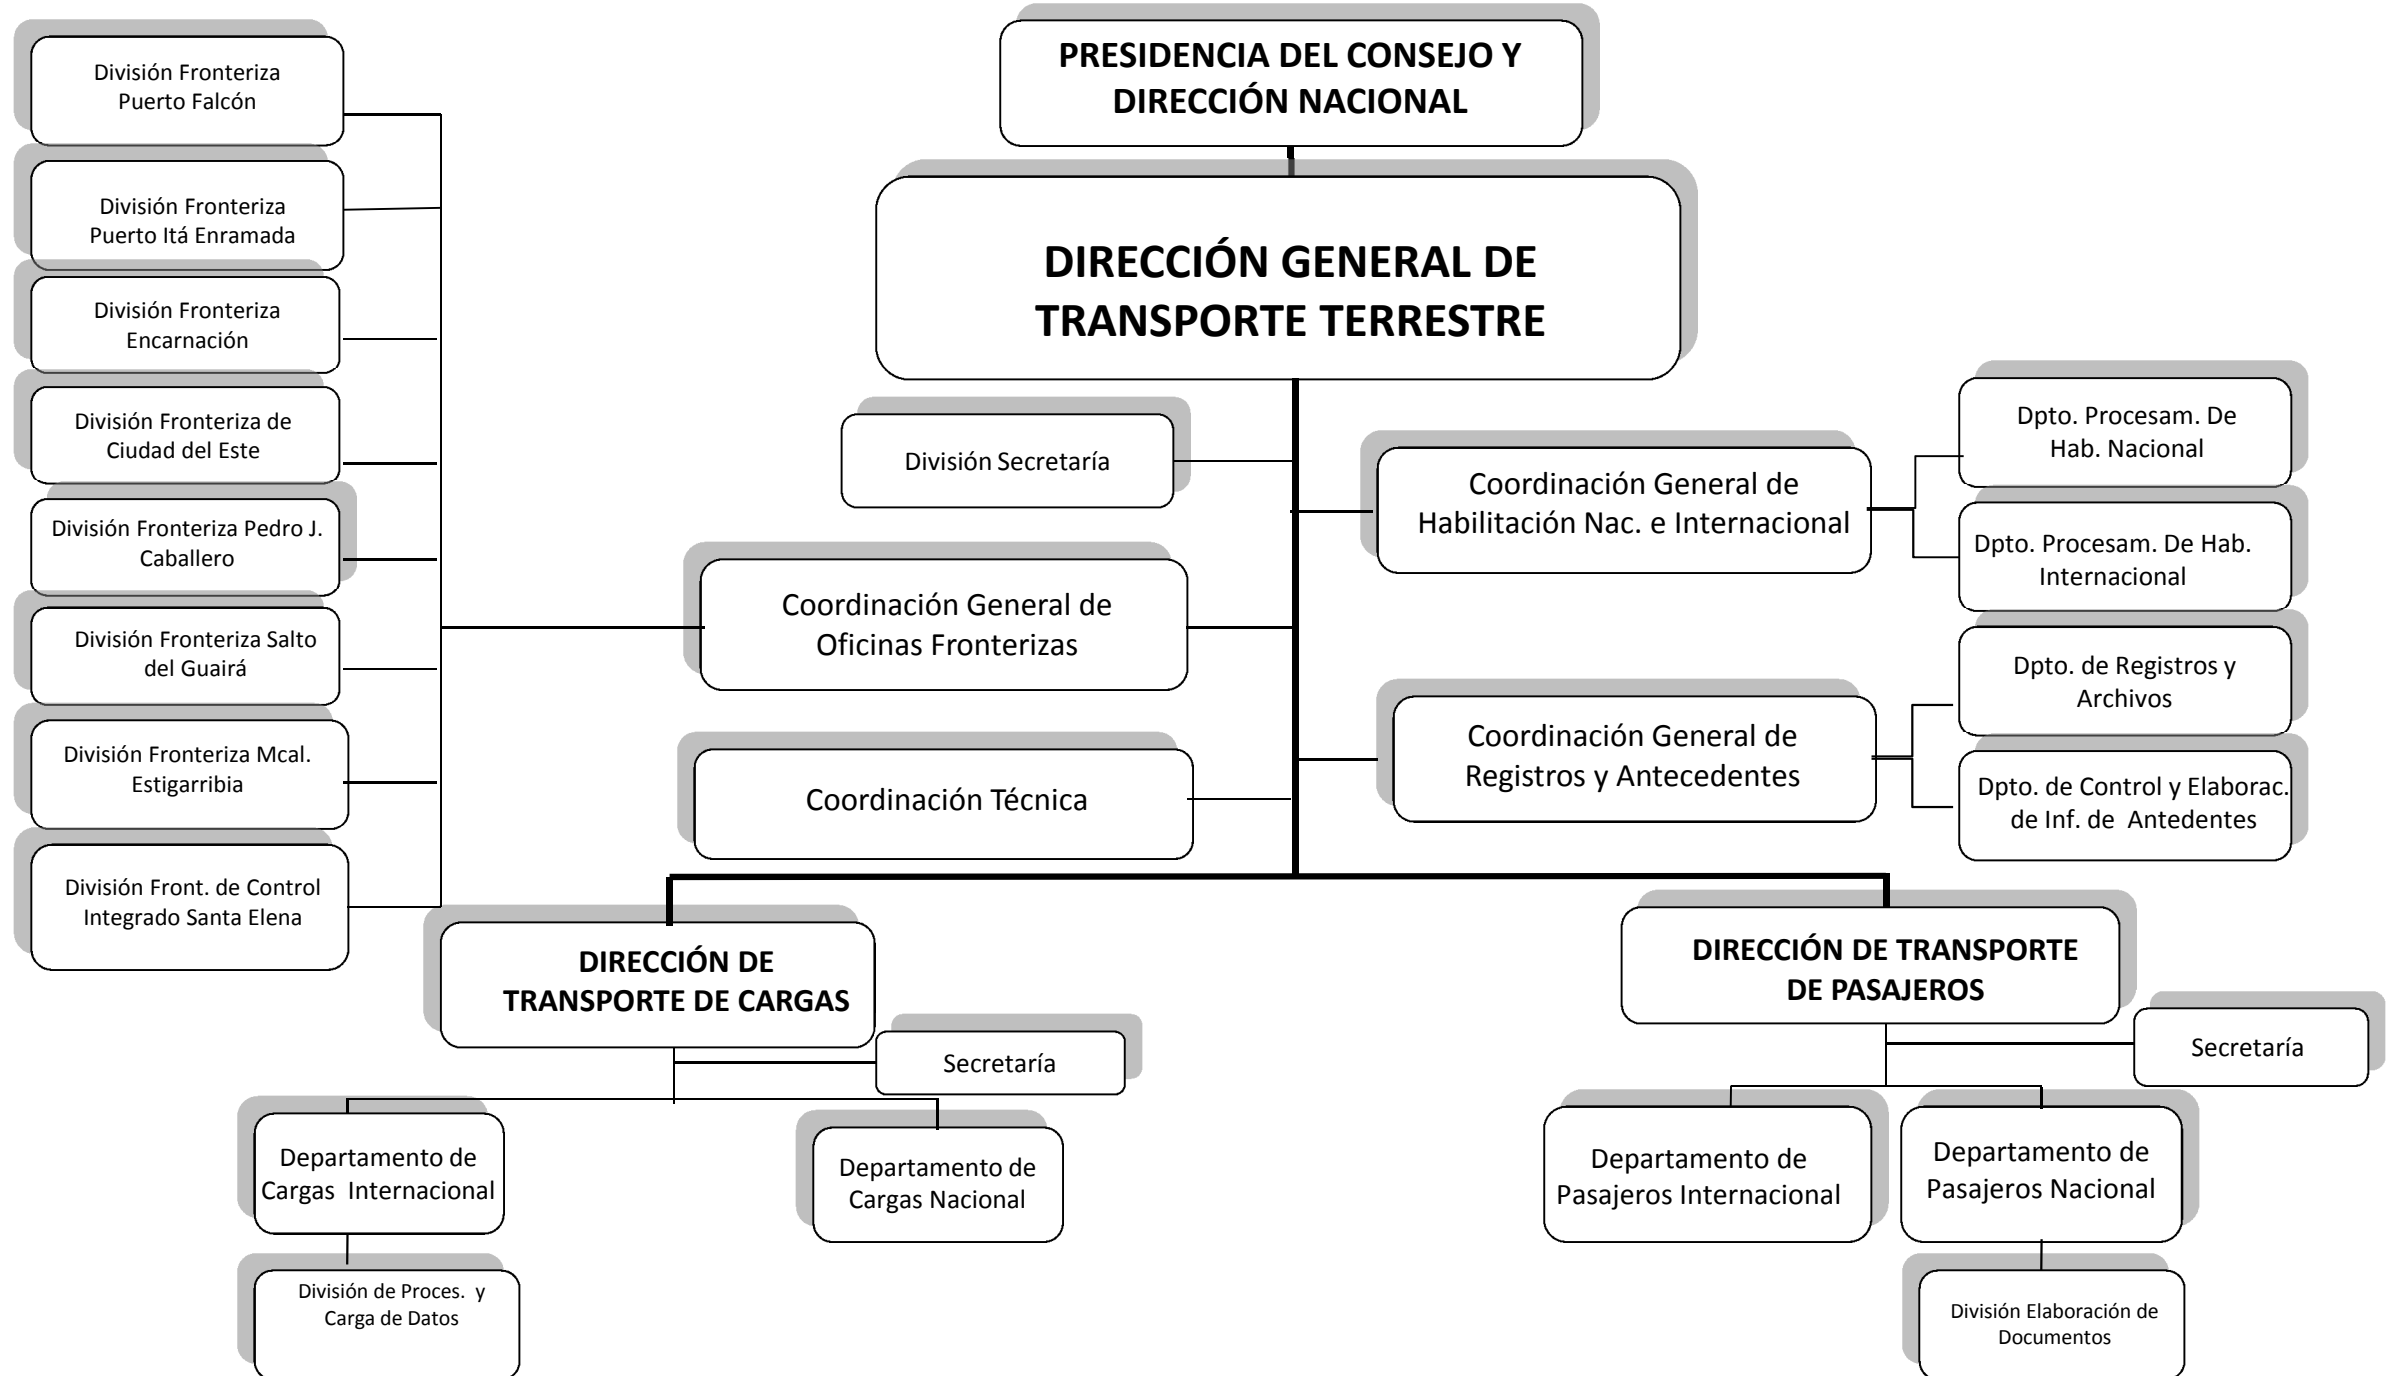 PRESIDENCIA DEL CONSEJO Y
DIRECCIÓN NACIONAL
DIRECCIÓN GENERAL DE
TRANSPORTE TERRESTRE
División Fronteriza
Puerto Falcón
División Fronteriza
Puerto Itá Enramada
División Fronteriza
Encarnación
División Fronteriza de
Ciudad del Este
División Fronteriza Pedro J.
Caballero
División Fronteriza Salto
del Guairá
División Fronteriza Mcal.
Estigarribia
División Front. de Control
Integrado Santa Elena
División Secretaría
Coordinación General de
Oficinas Fronterizas
Coordinación Técnica
Coordinación General de
Habilitación Nac. e Internacional
Coordinación General de
Registros y Antecedentes
Dpto. Procesam. De
Hab. Nacional
Dpto. Procesam. De Hab.
Internacional
Dpto. de Registros y
Archivos
Dpto. de Control y Elaborac.
de Inf. de Antedentes
DIRECCIÓN DE
TRANSPORTE DE CARGAS
Secretaría
Departamento de
Cargas Internacional
Departamento de
Cargas Nacional
División de Proces. y
Carga de Datos
DIRECCIÓN DE TRANSPORTE
DE PASAJEROS
Secretaría
Departamento de
Pasajeros Internacional
Departamento de
Pasajeros Nacional
División Elaboración de
Documentos